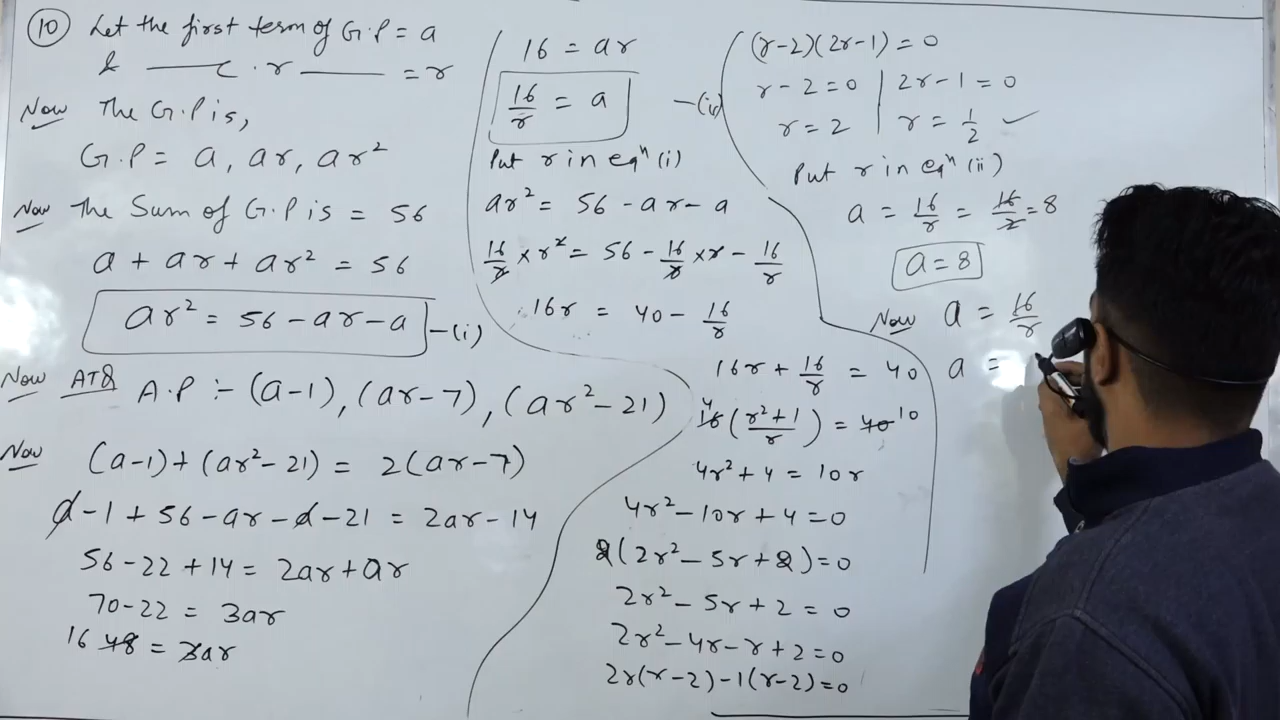 (10) Let the first term of G.P = a
& —— C . r —— = r
Now The G.P is,
G.P = a, ar, ar²
Now The Sum of G.P is = 56
a + ar + ar² = 56
ar² = 56 - ar - a —(i)
Now ATQ A.P :- (a-1), (ar-7), (ar²-21)
Now (a-1)+(ar²-21) = 2(ar-7)
a-1+56-ar-a-21 = 2ar-14
56-22+14 = 2ar+ar
70-22 = 3ar
16 48 = 3ar
16 = ar
16/r = a —(ii)
Put r in eqⁿ (i)
ar² = 56 - ar - a
16/r × r² = 56 - 16/r × r - 16/r
16r = 40 - 16/r
16r + 16/r = 40
4 16(r²+1/r) = 40 10
4r² + 4 = 10r
4r² - 10r + 4 = 0
2(2r² - 5r + 2) = 0
2r² - 5r + 2 = 0
2r² - 4r - r + 2 = 0
2r(r-2) - 1(r-2) = 0
(r-2)(2r-1) = 0
r - 2 = 0 | 2r - 1 = 0
r = 2 | r = 1/2 ✓
Put r in eqⁿ (ii)
a = 16/r = 16/2 = 8
a = 8
Now a = 16/r
a =